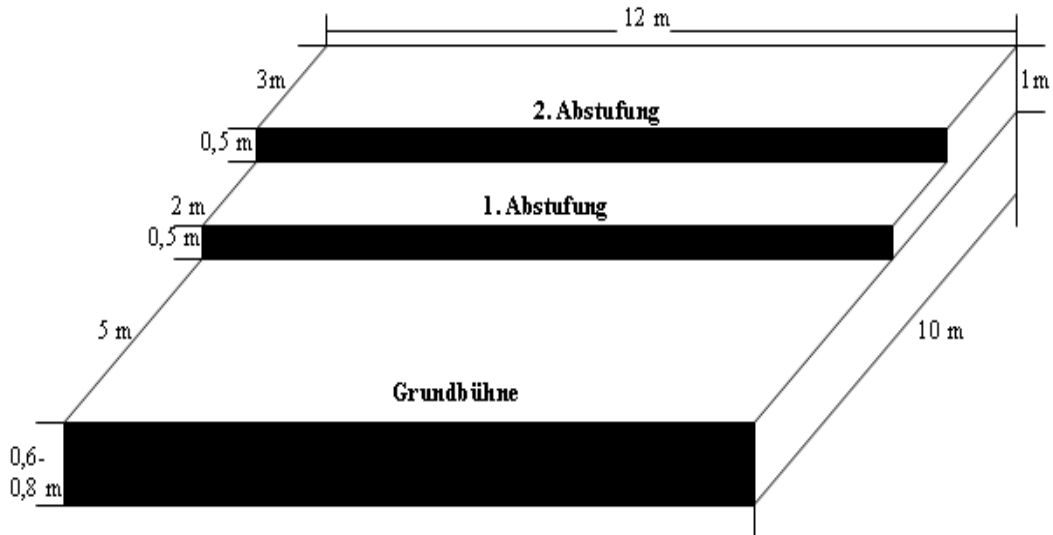 12 m
3m
1m
2. Abstufung
0,5 m
2 m
1. Abstufung
0,5 m
5 m
10 m
Grundbühne
0,6-
0,8 m